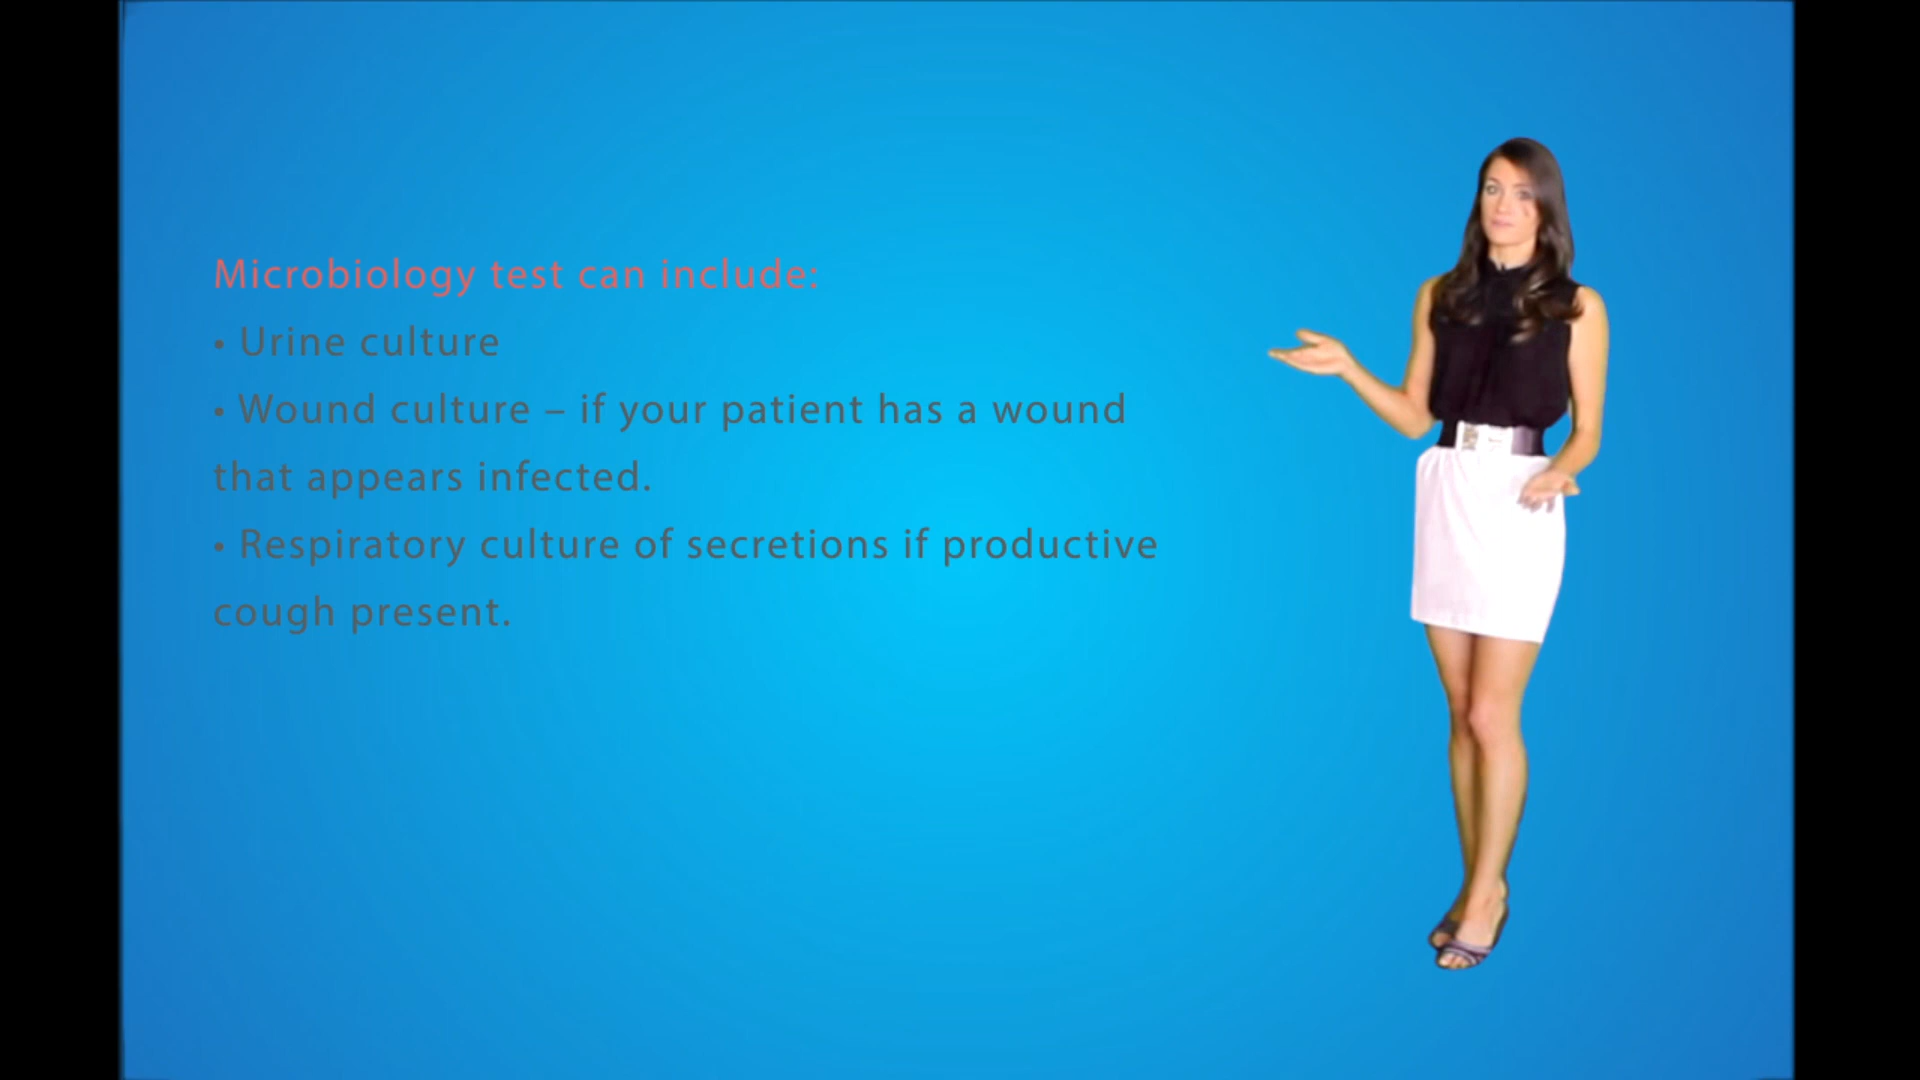 Microbiology test can include:
• Urine culture
• Wound culture – if your patient has a wound
that appears infected.
• Respiratory culture of secretions if productive
cough present.